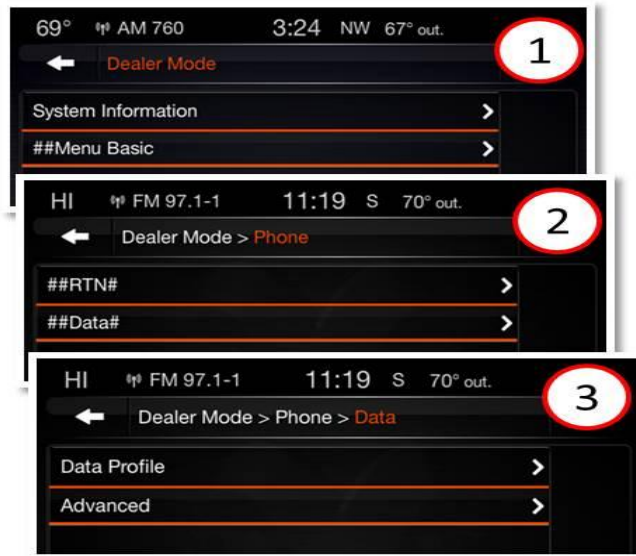 69° AM 760 3:24 NW 67° out.
1
Dealer Mode
System Information
##Menu Basic
HI FM 97.1-1 11:19 S 70° out.
2
Dealer Mode > Phone
##RTN#
##Data#
HI FM 97.1-1 11:19 S 70° out.
3
Dealer Mode > Phone > Data
Data Profile
Advanced